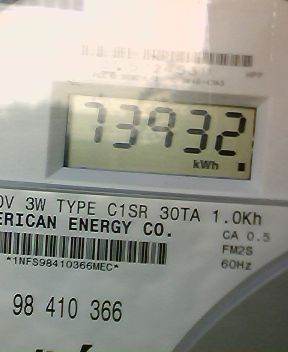 73932
kWh
0V 3W TYPE C1SR 30TA 1.0Kh
ERICAN ENERGY CO.
CA 0.5
FM2S
60Hz
*1NFS98410366MEC*
98 410 366